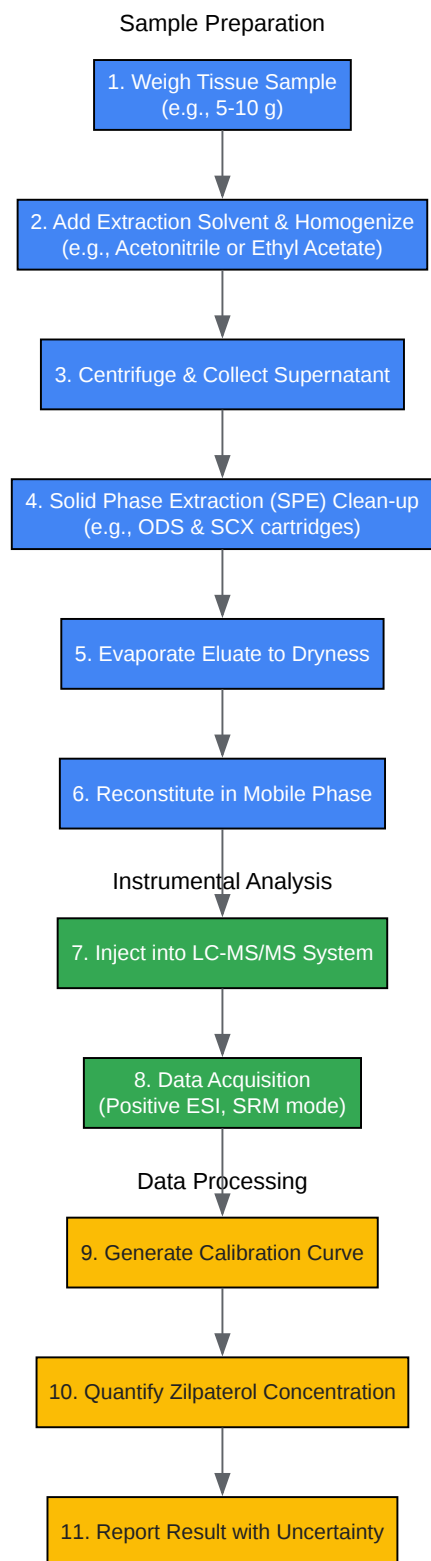 Sample Preparation
1. Weigh Tissue Sample
(e.g., 5-10 g)
2. Add Extraction Solvent & Homogenize
(e.g., Acetonitrile or Ethyl Acetate)
3. Centrifuge & Collect Supernatant
4. Solid Phase Extraction (SPE) Clean-up
(e.g., ODS & SCX cartridges)
5. Evaporate Eluate to Dryness
6. Reconstitute in Mobile Phase
Instrumental Analysis
7. Inject into LC-MS/MS System
8. Data Acquisition
(Positive ESI, SRM mode)
Data Processing
9. Generate Calibration Curve
10. Quantify Zilpaterol Concentration
11. Report Result with Uncertainty